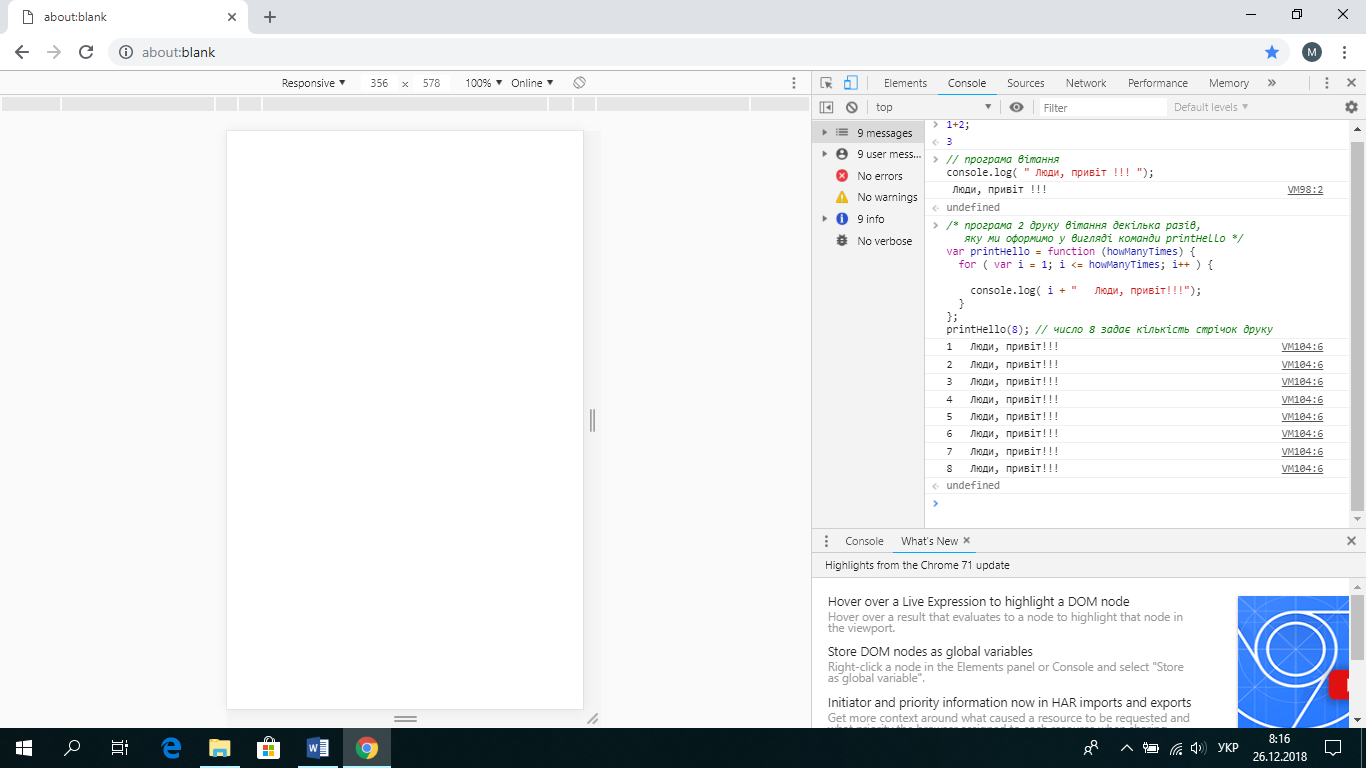 about:blank
about:blank
M
Responsive 356 x 578 100% Online
Elements Console Sources Network Performance Memory »
top Filter Default levels
9 messages
9 user mess...
No errors
No warnings
9 info
No verbose
1+2;
3
// програма вітання
console.log( " Люди, привіт !!! ");
Люди, привіт !!! VM98:2
undefined
/* програма 2 друку вітання декілька разів,
яку ми оформимо у вигляді команди printHello */
var printHello = function (howManyTimes) {
for ( var i = 1; i <= howManyTimes; i++ ) {
console.log( i + "   Люди, привіт!!!");
}
};
printHello(8); // число 8 задає кількість стрічок друку
1 Люди, привіт!!! VM104:6
2 Люди, привіт!!! VM104:6
3 Люди, привіт!!! VM104:6
4 Люди, привіт!!! VM104:6
5 Люди, привіт!!! VM104:6
6 Люди, привіт!!! VM104:6
7 Люди, привіт!!! VM104:6
8 Люди, привіт!!! VM104:6
undefined
Console What's New
Highlights from the Chrome 71 update
Hover over a Live Expression to highlight a DOM node
Hover over a result that evaluates to a node to highlight that node in
the viewport.
Store DOM nodes as global variables
Right-click a node in the Elements panel or Console and select "Store
as global variable".
Initiator and priority information now in HAR imports and exports
Get more context around what caused a resource to be requested and
what priority the browser assigned to each resource when sharing
УКР
8:16
26.12.2018